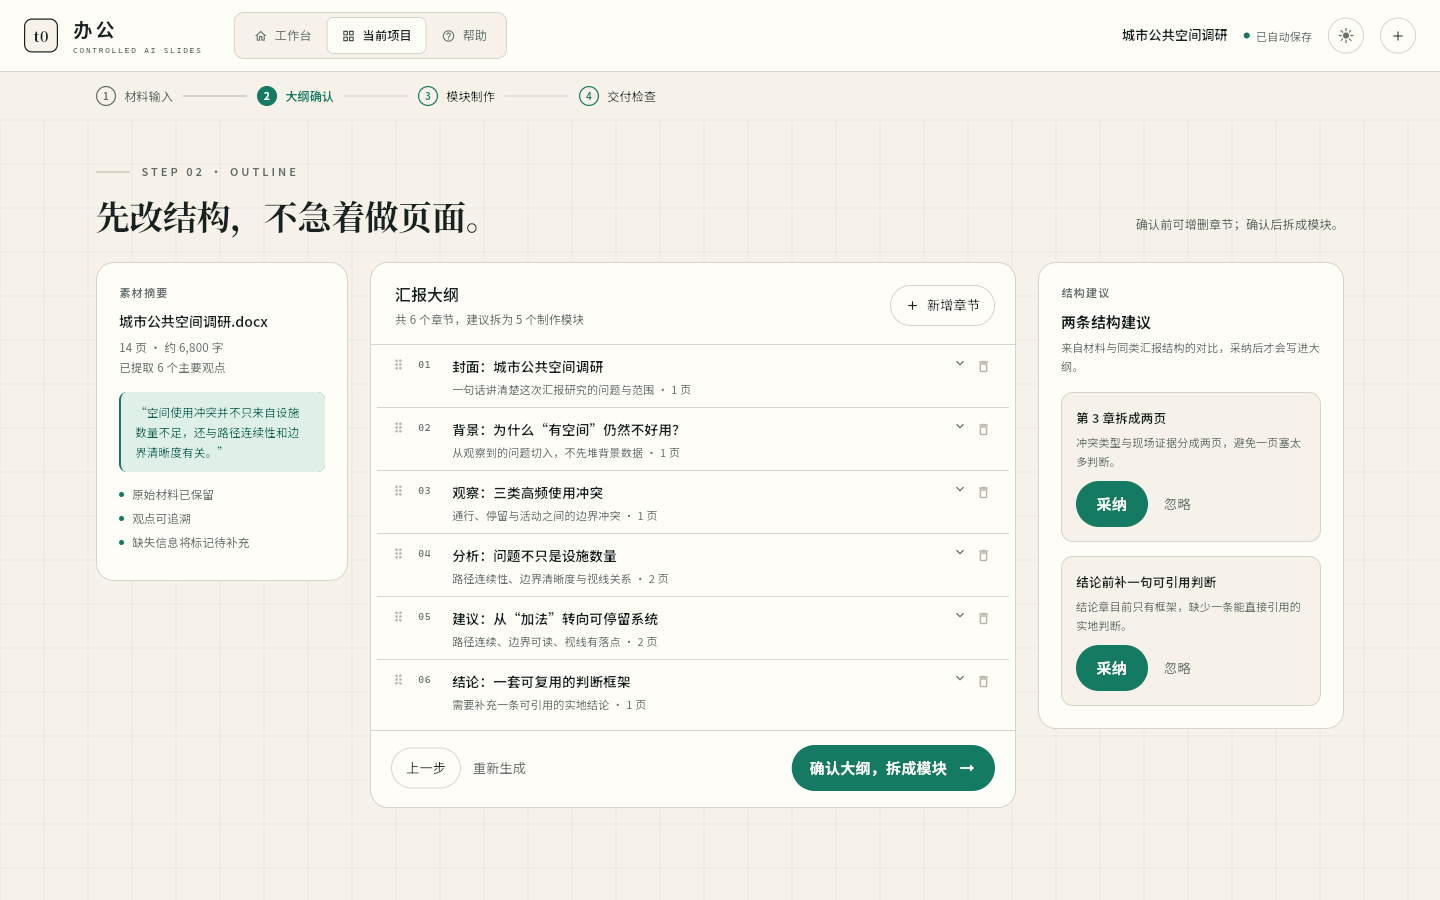 t0
办公
CONTROLLED AI SLIDES
工作台
当前项目
帮助
城市公共空间调研
已自动保存
1 材料输入
2 大纲确认
3 模块制作
4 交付检查
STEP 02 · OUTLINE
先改结构，不急着做页面。
确认前可增删章节；确认后拆成模块。
素材摘要
城市公共空间调研.docx
14 页 · 约 6,800 字
已提取 6 个主要观点
“空间使用冲突并不只来自设施
数量不足，还与路径连续性和边
界清晰度有关。”
原始材料已保留
观点可追溯
缺失信息将标记待补充
汇报大纲
共 6 个章节，建议拆为 5 个制作模块
新增章节
01 封面：城市公共空间调研
一句话讲清楚这次汇报研究的问题与范围 · 1 页
02 背景：为什么“有空间”仍然不好用？
从观察到的问题切入，不先堆背景数据 · 1 页
03 观察：三类高频使用冲突
通行、停留与活动之间的边界冲突 · 1 页
04 分析：问题不只是设施数量
路径连续性、边界清晰度与视线关系 · 2 页
05 建议：从“加法”转向可停留系统
路径连续、边界可读、视线有落点 · 2 页
06 结论：一套可复用的判断框架
需要补充一条可引用的实地结论 · 1 页
上一步
重新生成
确认大纲，拆成模块 →
结构建议
两条结构建议
来自材料与同类汇报结构的对比，采纳后才会写进大
纲。
第 3 章拆成两页
冲突类型与现场证据分成两页，避免一页塞太
多判断。
采纳
忽略
结论前补一句可引用判断
结论章目前只有框架，缺少一条能直接引用的
实地判断。
采纳
忽略